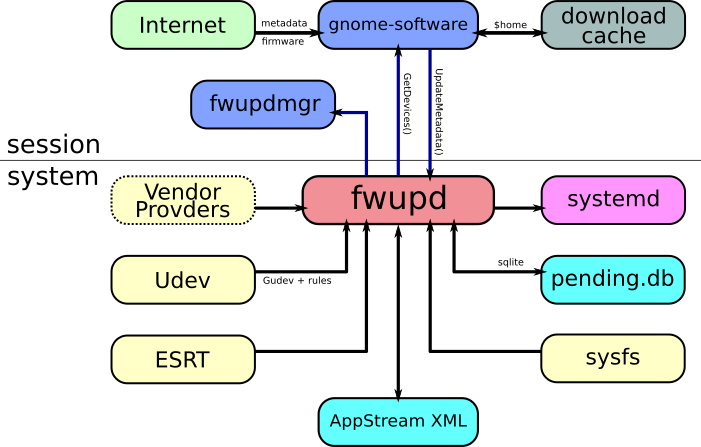 Internet
metadata
firmware
gnome-software
$home
download
cache
fwupdmgr
GetDevices()
UpdateMetadata()
session
system
Vendor
Provders
fwupd
systemd
Udev
Gudev + rules
sqlite
pending.db
ESRT
sysfs
AppStream XML